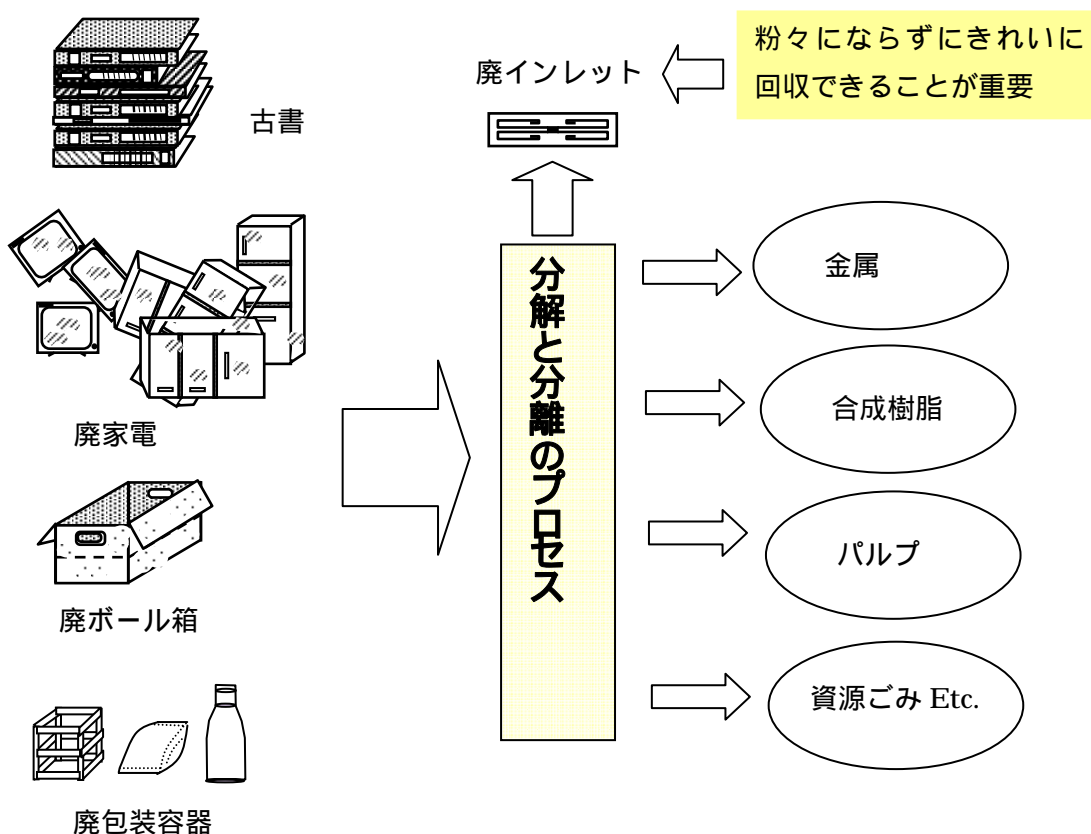 粉々にならずにきれいに
回収できることが重要
廃インレット
古書
廃家電
廃ボール箱
廃包装容器
分解と分離のプロセス
金属
合成樹脂
パルプ
資源ごみ Etc.